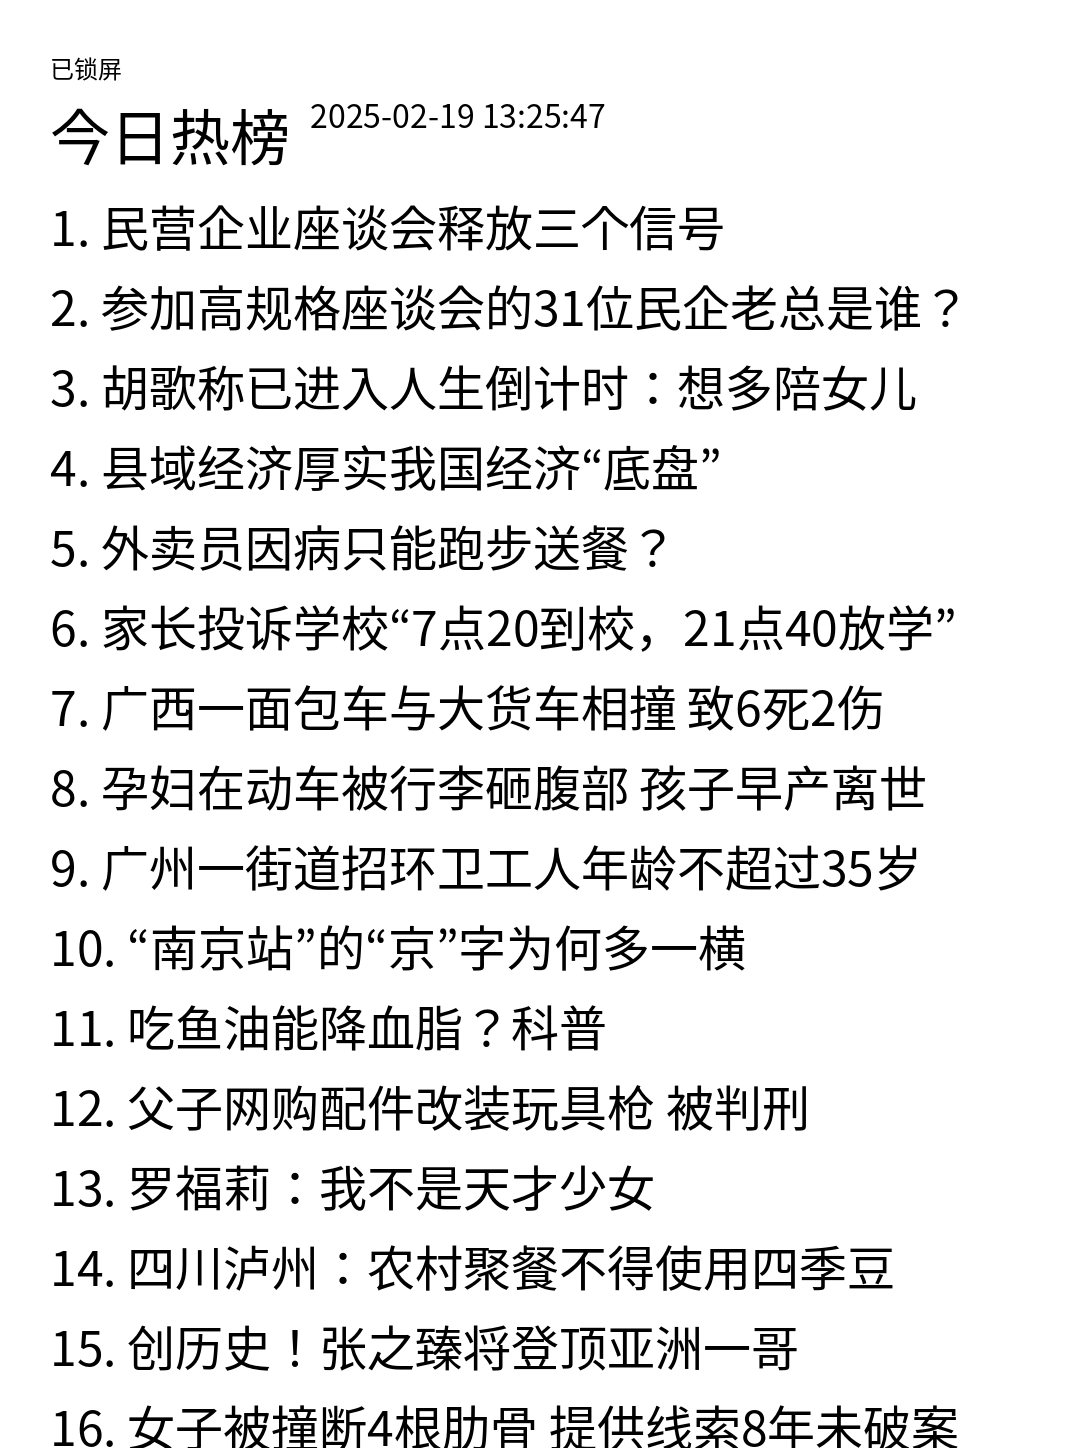 已锁屏
今日热榜 2025-02-19 13:25:47
1. 民营企业座谈会释放三个信号
2. 参加高规格座谈会的31位民企老总是谁？
3. 胡歌称已进入人生倒计时：想多陪女儿
4. 县域经济厚实我国经济“底盘”
5. 外卖员因病只能跑步送餐？
6. 家长投诉学校“7点20到校，21点40放学”
7. 广西一面包车与大货车相撞 致6死2伤
8. 孕妇在动车被行李砸腹部 孩子早产离世
9. 广州一街道招环卫工人年龄不超过35岁
10. “南京站”的“京”字为何多一横
11. 吃鱼油能降血脂？科普
12. 父子网购配件改装玩具枪 被判刑
13. 罗福莉：我不是天才少女
14. 四川泸州：农村聚餐不得使用四季豆
15. 创历史！张之臻将登顶亚洲一哥
16. 女子被撞断4根肋骨 提供线索8年未破案